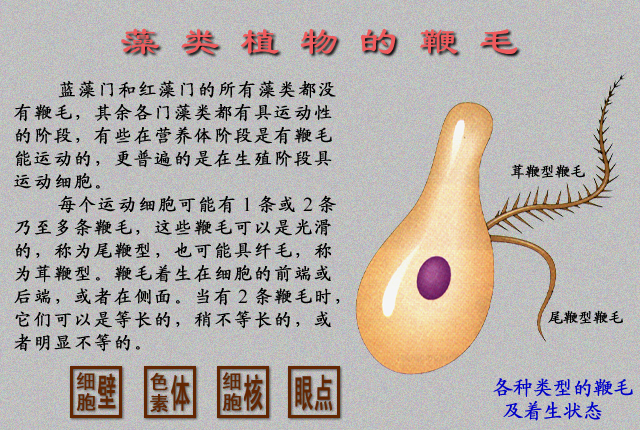 藻类植物的鞭毛
蓝藻门和红藻门的所有藻类都没
有鞭毛，其余各门藻类都有具运动性
的阶段，有些在营养体阶段是有鞭毛
能运动的，更普遍的是在生殖阶段具
运动细胞。
每个运动细胞可能有 1 条或 2 条
乃至多条鞭毛，这些鞭毛可以是光滑
的，称为尾鞭型，也可能具纤毛，称
为茸鞭型。鞭毛着生在细胞的前端或
后端，或者在侧面。当有 2 条鞭毛时，
它们可以是等长的，稍不等长的，或
者明显不等的。
茸鞭型鞭毛
尾鞭型鞭毛
各种类型的鞭毛
及着生状态
细胞壁
色素体
细胞核
眼点